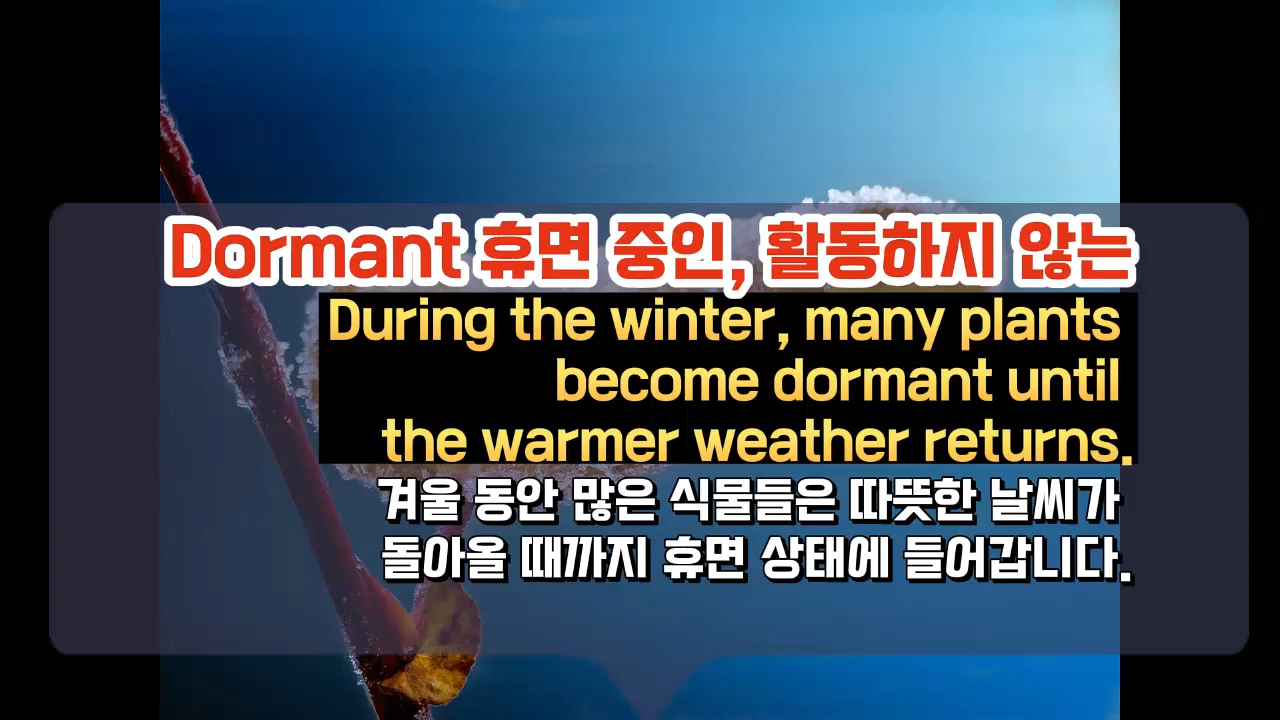 Dormant 휴면 중인, 활동하지 않는
During the winter, many plants
become dormant until
the warmer weather returns.
겨울 동안 많은 식물들은 따뜻한 날씨가
돌아올 때까지 휴면 상태에 들어갑니다.